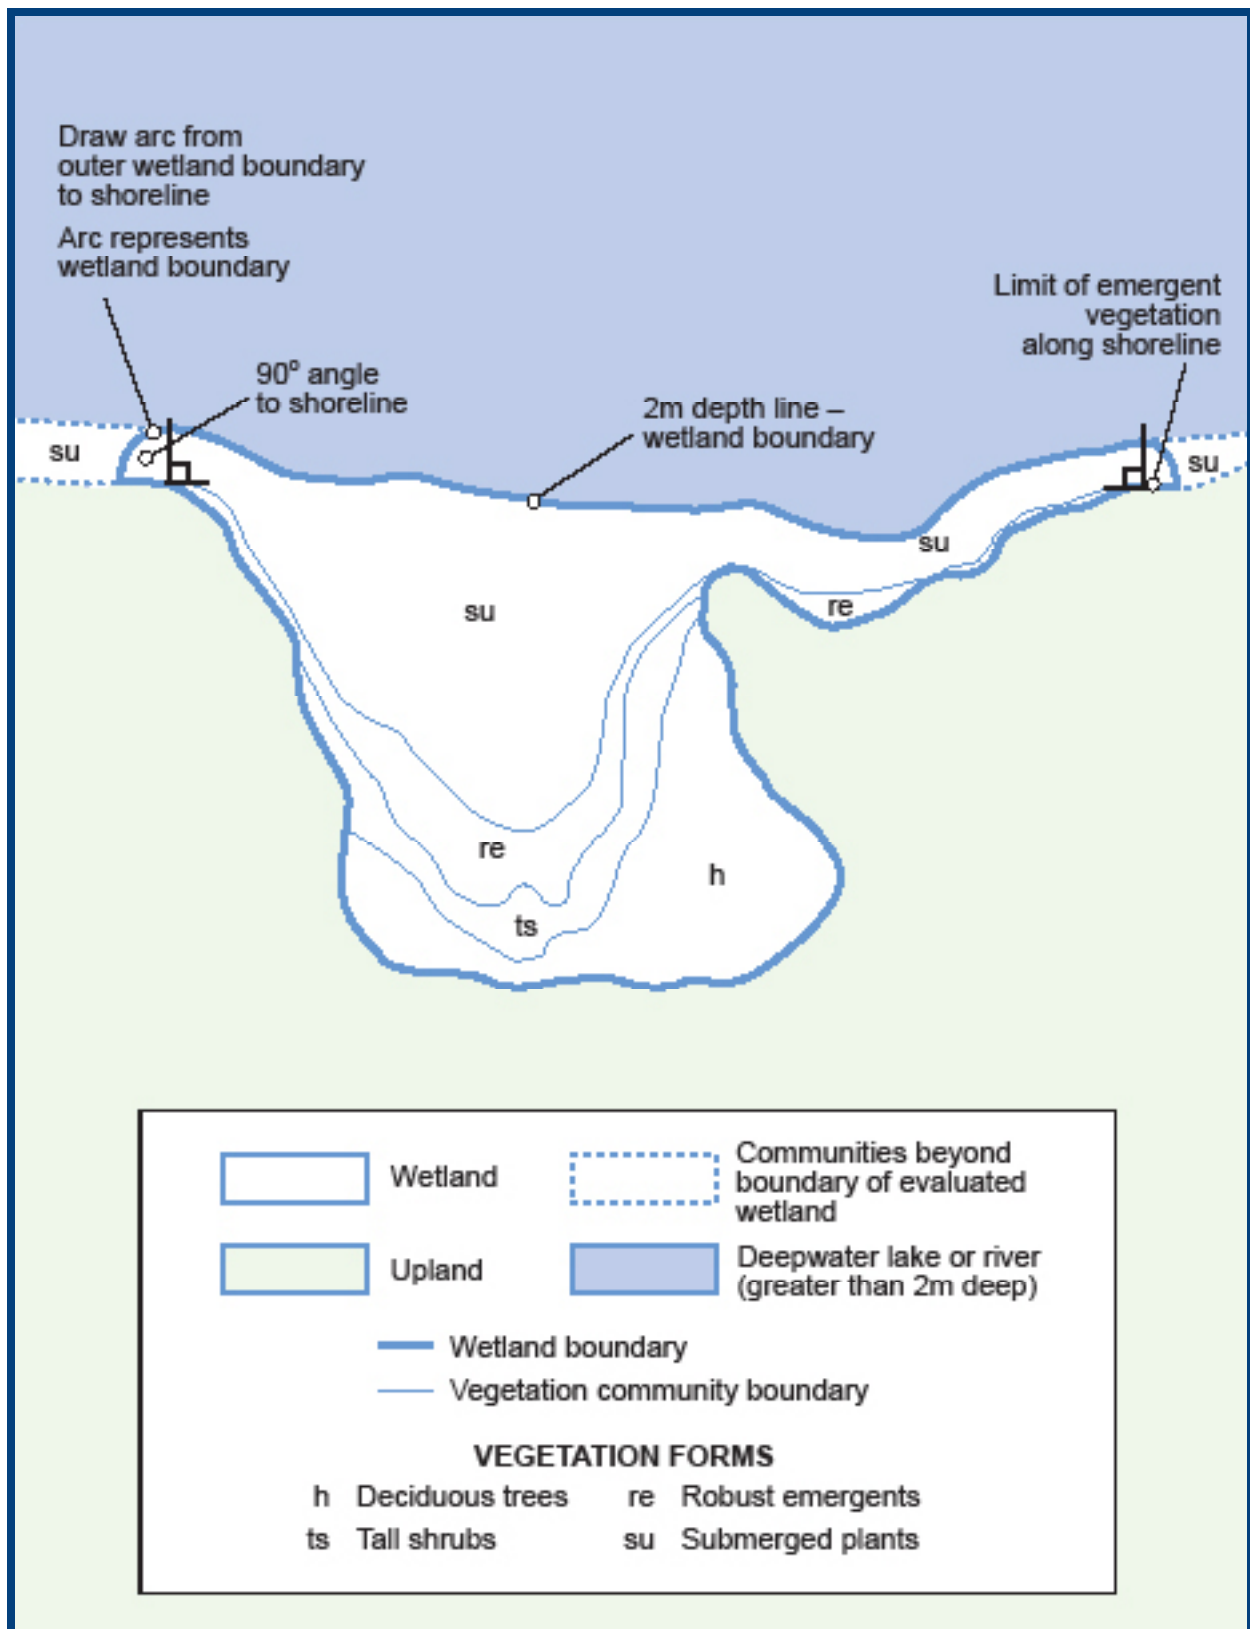 Draw arc from
outer wetland boundary
to shoreline
Arc represents
wetland boundary
Limit of emergent
vegetation
along shoreline
90° angle
to shoreline
2m depth line –
wetland boundary
su
su
su
su
re
re
h
ts
Wetland
Communities beyond
boundary of evaluated
wetland
Upland
Deepwater lake or river
(greater than 2m deep)
Wetland boundary
Vegetation community boundary
VEGETATION FORMS
h Deciduous trees re Robust emergents
ts Tall shrubs su Submerged plants